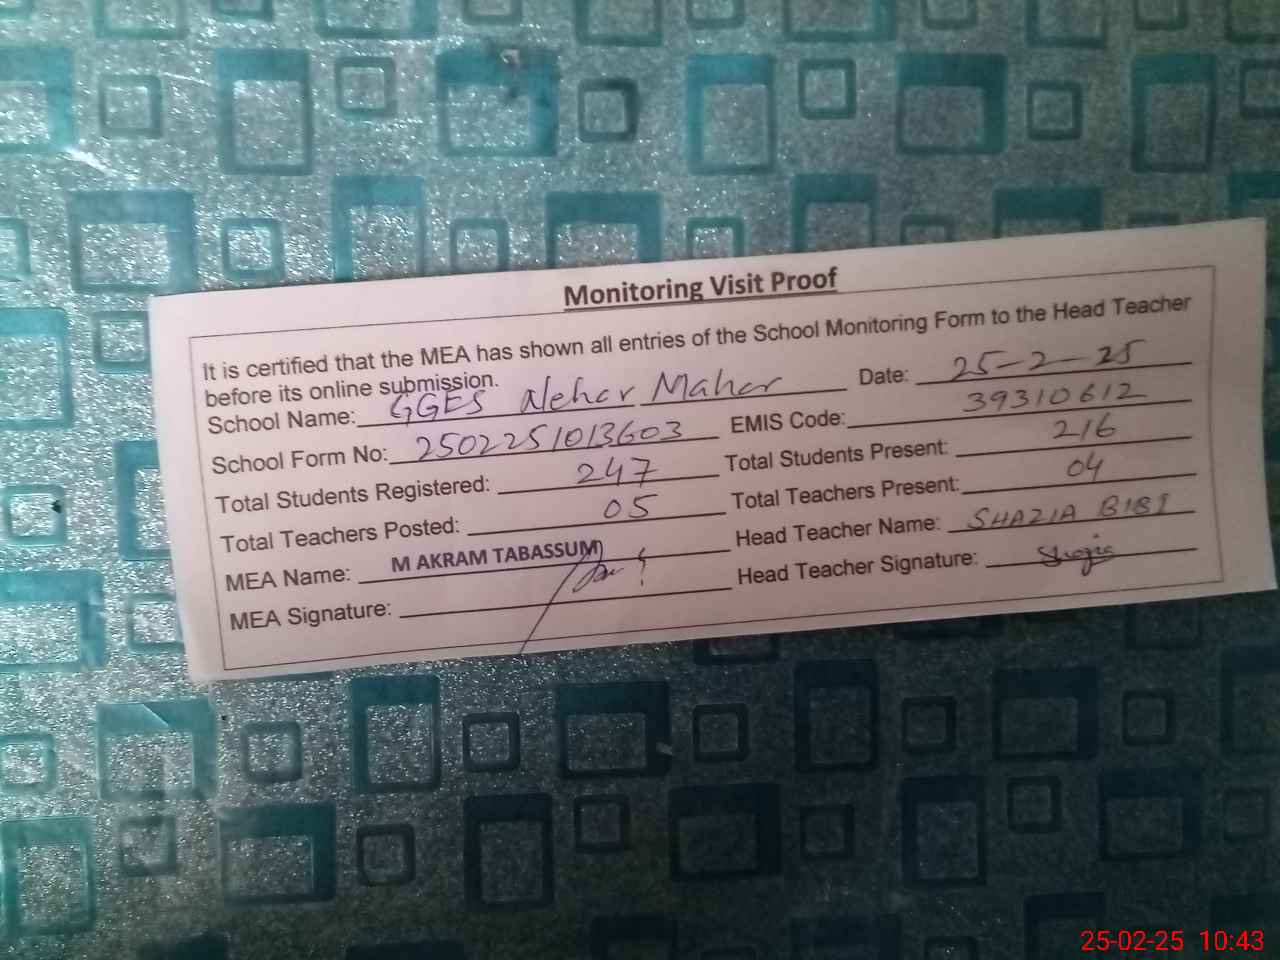 Monitoring Visit Proof
It is certified that the MEA has shown all entries of the School Monitoring Form to the Head Teacher
before its online submission.
School Name: GGES Nehar Mahar Date: 25-2-25
School Form No: 2502251013603 EMIS Code: 39310612
Total Students Registered: 247 Total Students Present: 216
Total Teachers Posted: 05 Total Teachers Present: 04
MEA Name: M AKRAM TABASSUM Head Teacher Name: SHAZIA BIBI
MEA Signature: Head Teacher Signature: Shazia
25-02-25 10:43